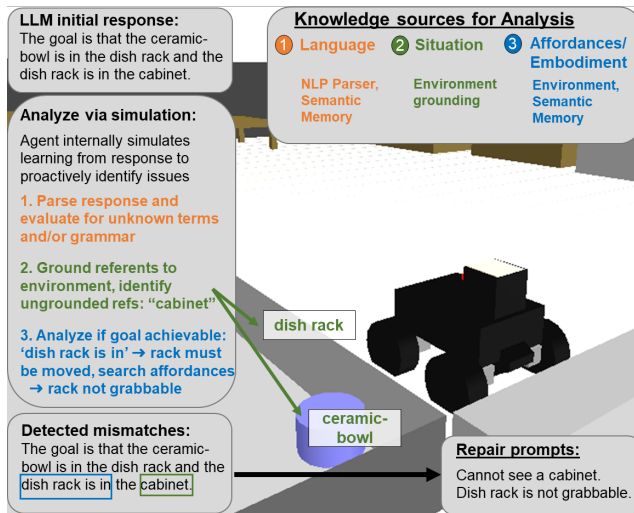 LLM initial response:
The goal is that the ceramic-
bowl is in the dish rack and the
dish rack is in the cabinet.
Knowledge sources for Analysis
1 Language
NLP Parser,
Semantic
Memory
2 Situation
Environment
grounding
3 Affordances/
Embodiment
Environment,
Semantic
Memory
Analyze via simulation:
Agent internally simulates
learning from response to
proactively identify issues
1. Parse response and
evaluate for unknown terms
and/or grammar
2. Ground referents to
environment, identify
ungrounded refs: “cabinet”
3. Analyze if goal achievable:
‘dish rack is in’ → rack must
be moved, search affordances
→ rack not grabbable
dish rack
ceramic-
bowl
Detected mismatches:
The goal is that the ceramic-
bowl is in the dish rack and the
dish rack is in the cabinet.
Repair prompts:
Cannot see a cabinet.
Dish rack is not grabbable.